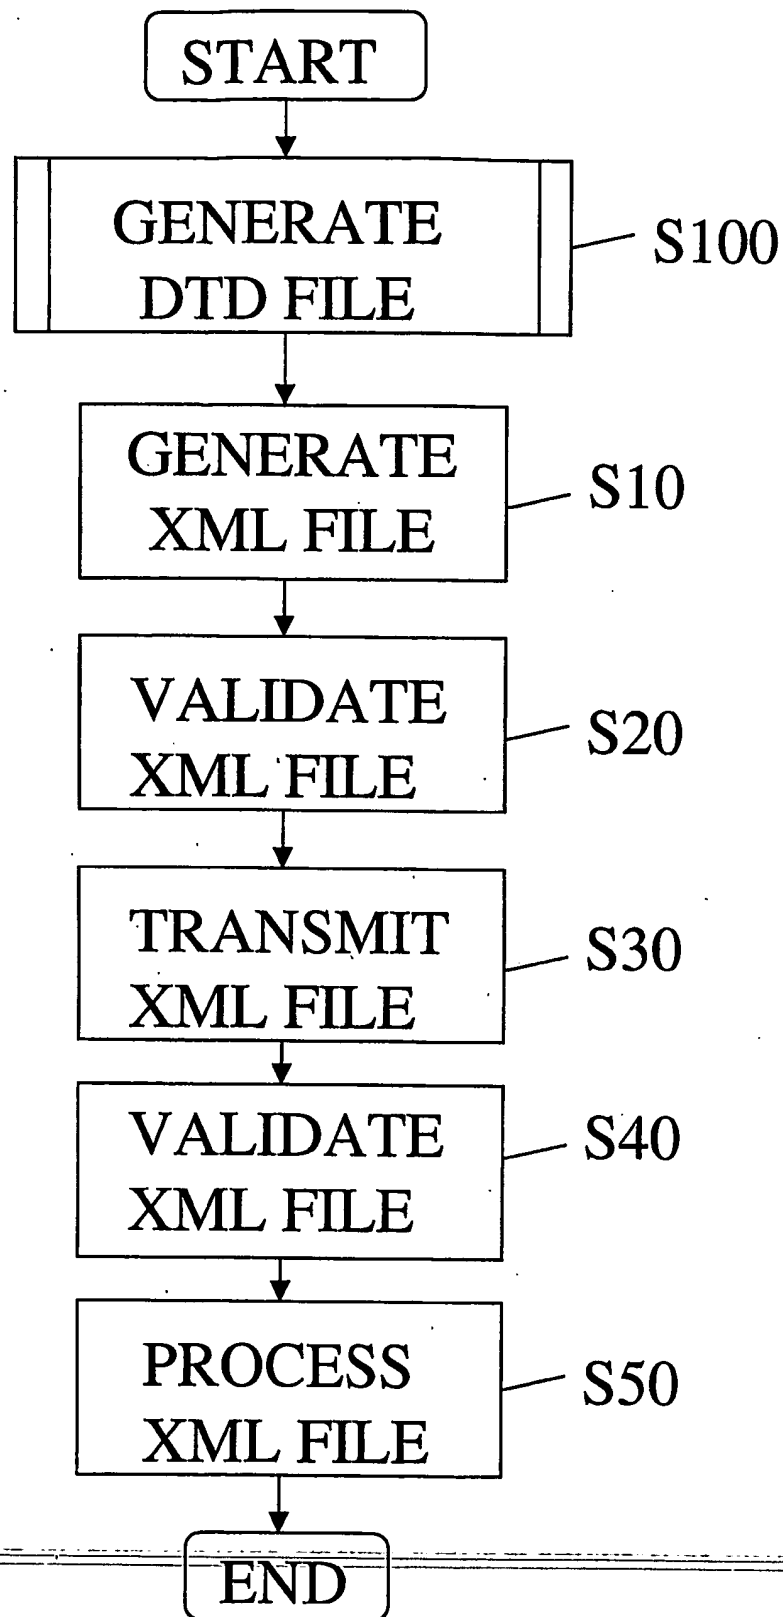 START
GENERATE
DTD FILE
S100
GENERATE
XML FILE
S10
VALIDATE
XML FILE
S20
TRANSMIT
XML FILE
S30
VALIDATE
XML FILE
S40
PROCESS
XML FILE
S50
END